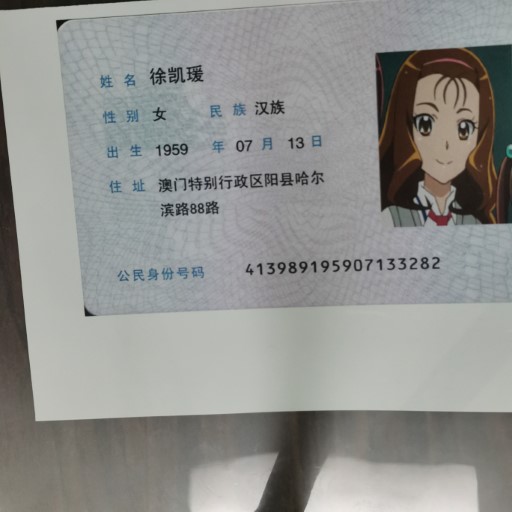 姓名 徐凯瑗
性别 女 民族 汉族
出生 1959 年 07 月 13 日
住址 澳门特别行政区阳县哈尔
滨路88路
公民身份号码 413989195907133282